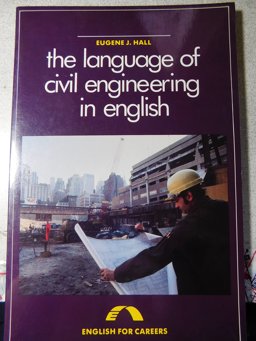 EUGENE J. HALL
the language of
civil engineering
in english
ENGLISH FOR CAREERS